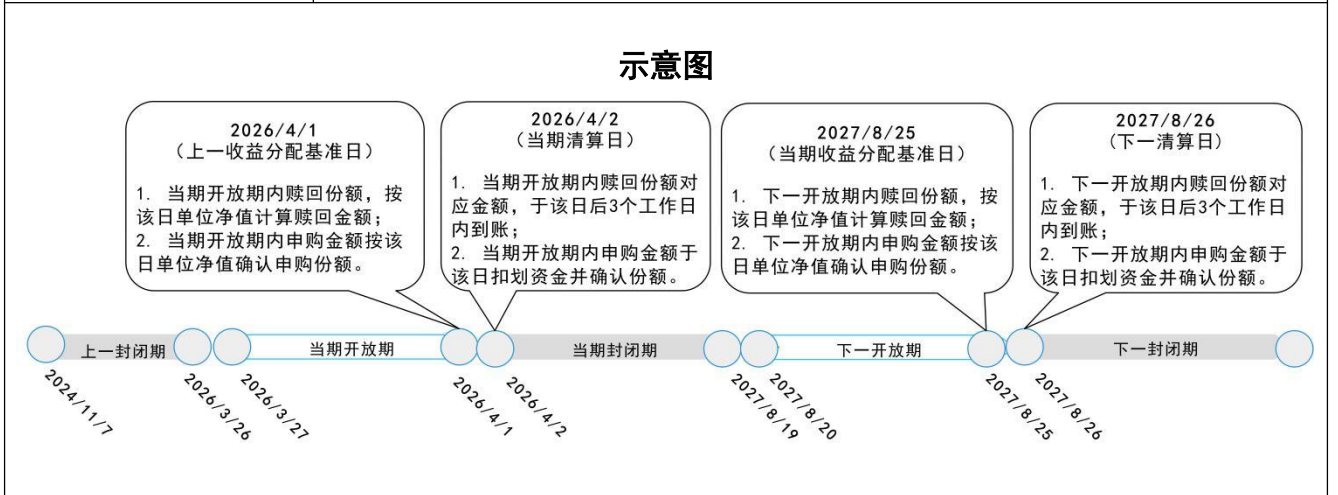 示意图
2026/4/1
（上一收益分配基准日）
1. 当期开放期内赎回份额，按
该日单位净值计算赎回金额；
2. 当期开放期内申购金额按该
日单位净值确认申购份额。
2026/4/2
（当期清算日）
1. 当期开放期内赎回份额对
应金额，于该日后3个工作日
内到账；
2. 当期开放期内申购金额于
该日扣划资金并确认份额。
2027/8/25
（当期收益分配基准日）
1. 下一开放期内赎回份额，按
该日单位净值计算赎回金额；
2. 下一开放期内申购金额按该
日单位净值确认申购份额。
2027/8/26
（下一清算日）
1. 下一开放期内赎回份额对
应金额，于该日后3个工作日
内到账；
2. 下一开放期内申购金额于
该日扣划资金并确认份额。
上一封闭期
当期开放期
当期封闭期
下一开放期
下一封闭期
2024/11/7
2026/3/26
2026/3/27
2026/4/1
2026/4/2
2027/8/19
2027/8/20
2027/8/25
2027/8/26